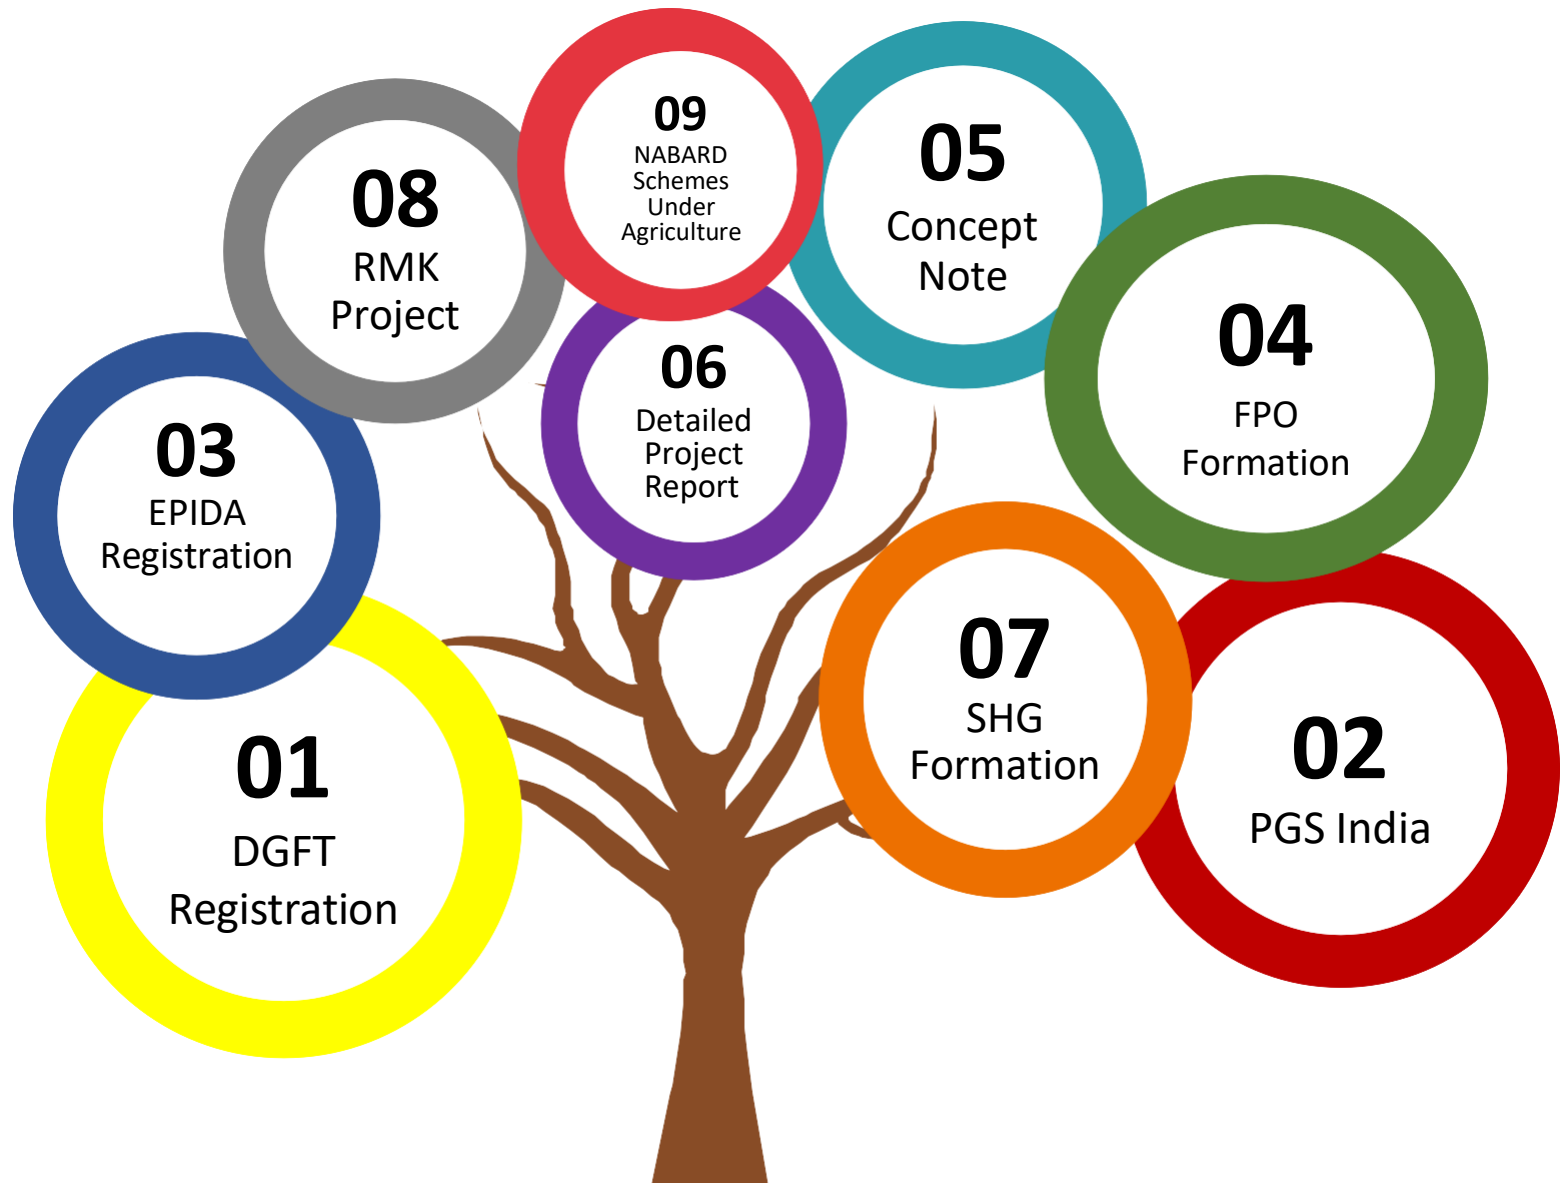 09
NABARD
Schemes
Under
Agriculture
05
Concept
Note
08
RMK
Project
04
FPO
Formation
06
Detailed
Project
Report
03
EPIDA
Registration
07
SHG
Formation
02
PGS India
01
DGFT
Registration